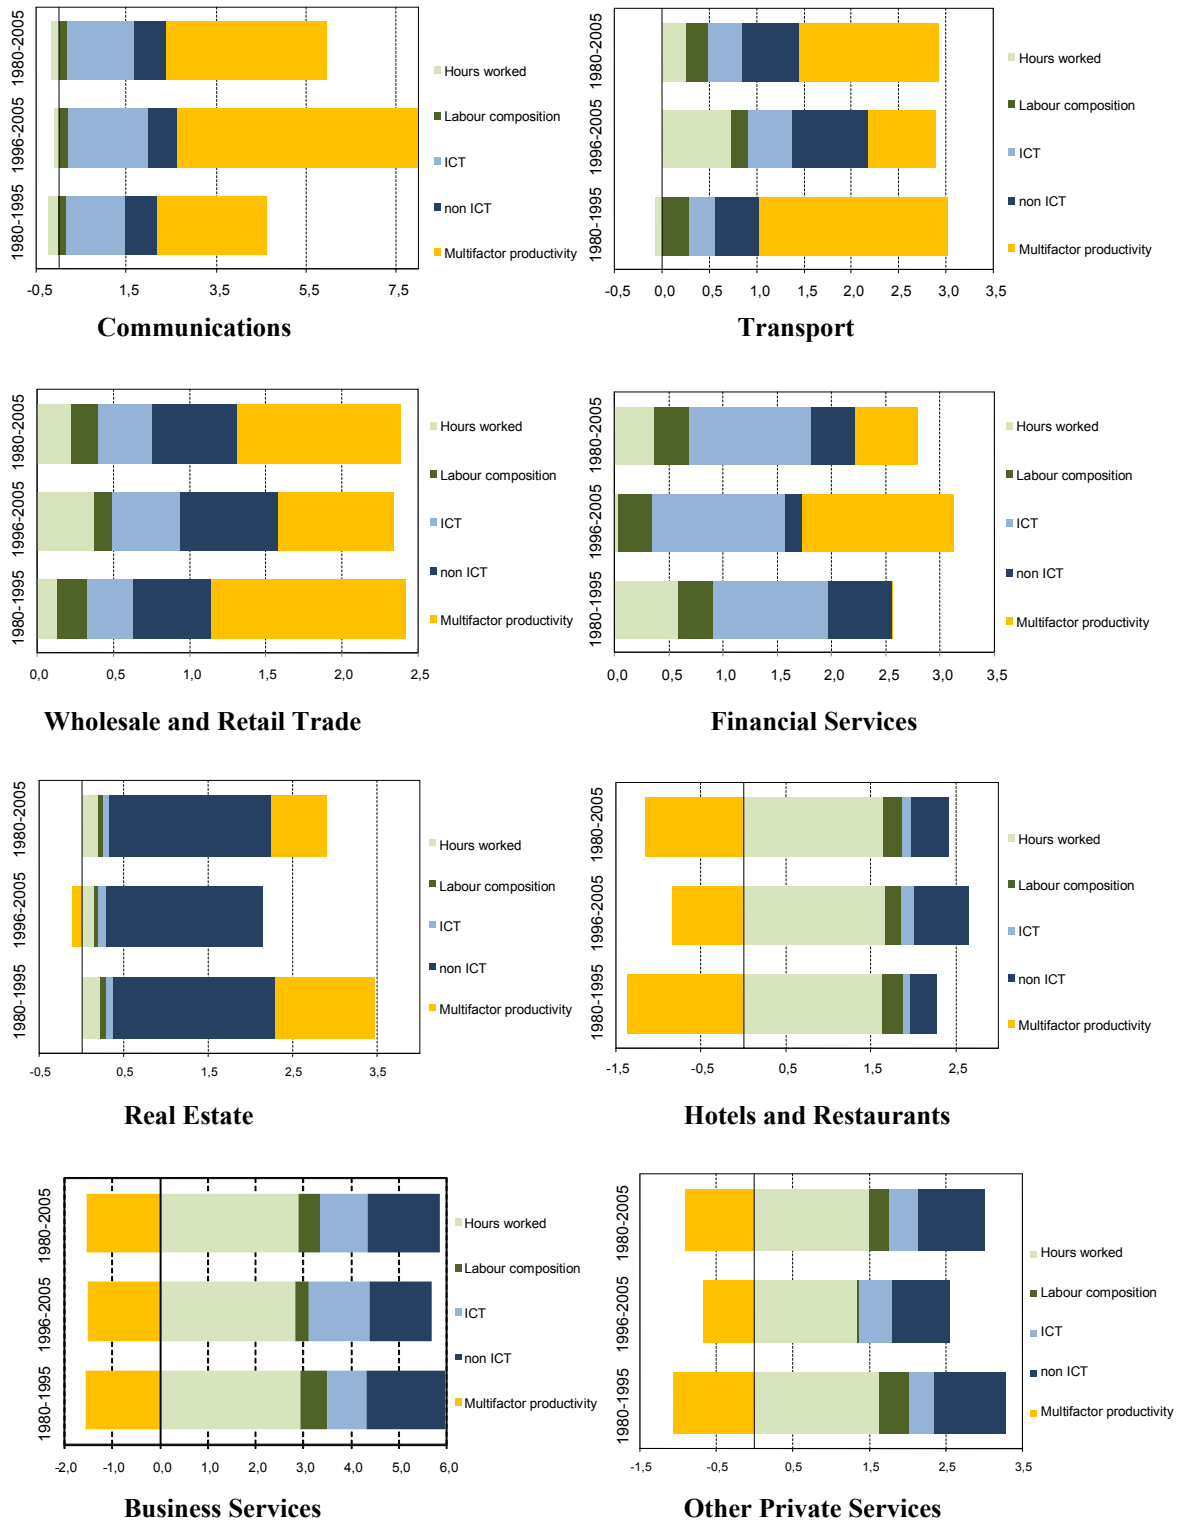 1980-2005
1996-2005
1980-1995
Hours worked
Labour composition
ICT
non ICT
Multifactor productivity
-0,5 1,5 3,5 5,5 7,5
Communications
1980-2005
1996-2005
1980-1995
Hours worked
Labour composition
ICT
non ICT
Multifactor productivity
-0,5 0,0 0,5 1,0 1,5 2,0 2,5 3,0 3,5
Transport
1980-2005
1996-2005
1980-1995
Hours worked
Labour composition
ICT
non ICT
Multifactor productivity
0,0 0,5 1,0 1,5 2,0 2,5
Wholesale and Retail Trade
1980-2005
1996-2005
1980-1995
Hours worked
Labour composition
ICT
non ICT
Multifactor productivity
0,0 0,5 1,0 1,5 2,0 2,5 3,0 3,5
Financial Services
1980-2005
1996-2005
1980-1995
Hours worked
Labour composition
ICT
non ICT
Multifactor productivity
-0,5 0,5 1,5 2,5 3,5
Real Estate
1980-2005
1996-2005
1980-1995
Hours worked
Labour composition
ICT
non ICT
Multifactor productivity
-1,5 -0,5 0,5 1,5 2,5
Hotels and Restaurants
1980-2005
1996-2005
1980-1995
Hours worked
Labour composition
ICT
non ICT
Multifactor productivity
-2,0 -1,0 0,0 1,0 2,0 3,0 4,0 5,0 6,0
Business Services
1980-2005
1996-2005
1980-1995
Hours worked
Labour composition
ICT
non ICT
Multifactor productivity
-1,5 -0,5 0,5 1,5 2,5 3,5
Other Private Services